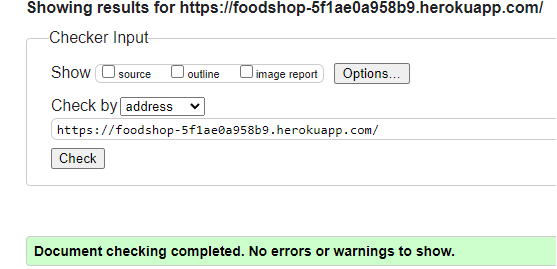 Showing results for https://foodshop-5f1ae0a958b9.herokuapp.com/
Checker Input
Show source outline image report Options...
Check by address
https://foodshop-5f1ae0a958b9.herokuapp.com/
Check
Document checking completed. No errors or warnings to show.